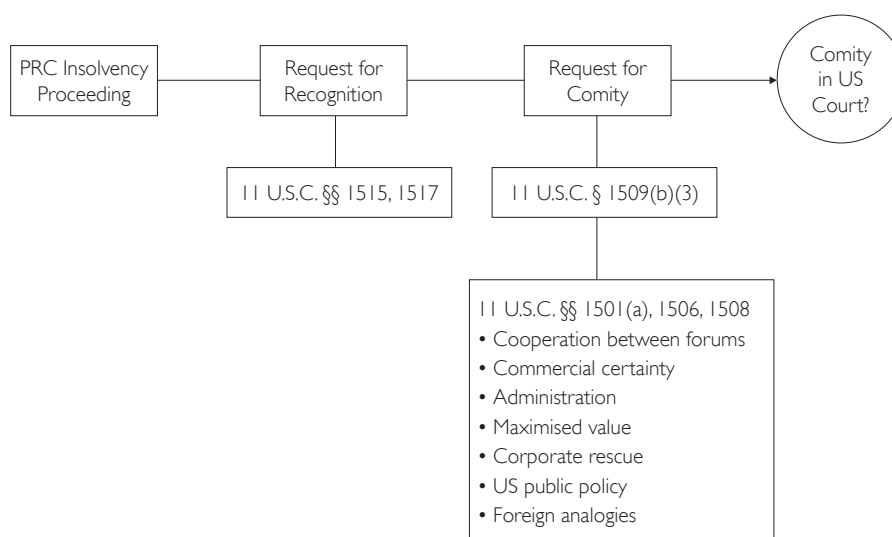 PRC Insolvency
Proceeding
Request for
Recognition
Request for
Comity
Comity
in US
Court?
11 U.S.C. §§ 1515, 1517
11 U.S.C. § 1509(b)(3)
11 U.S.C. §§ 1501(a), 1506, 1508
• Cooperation between forums
• Commercial certainty
• Administration
• Maximised value
• Corporate rescue
• US public policy
• Foreign analogies